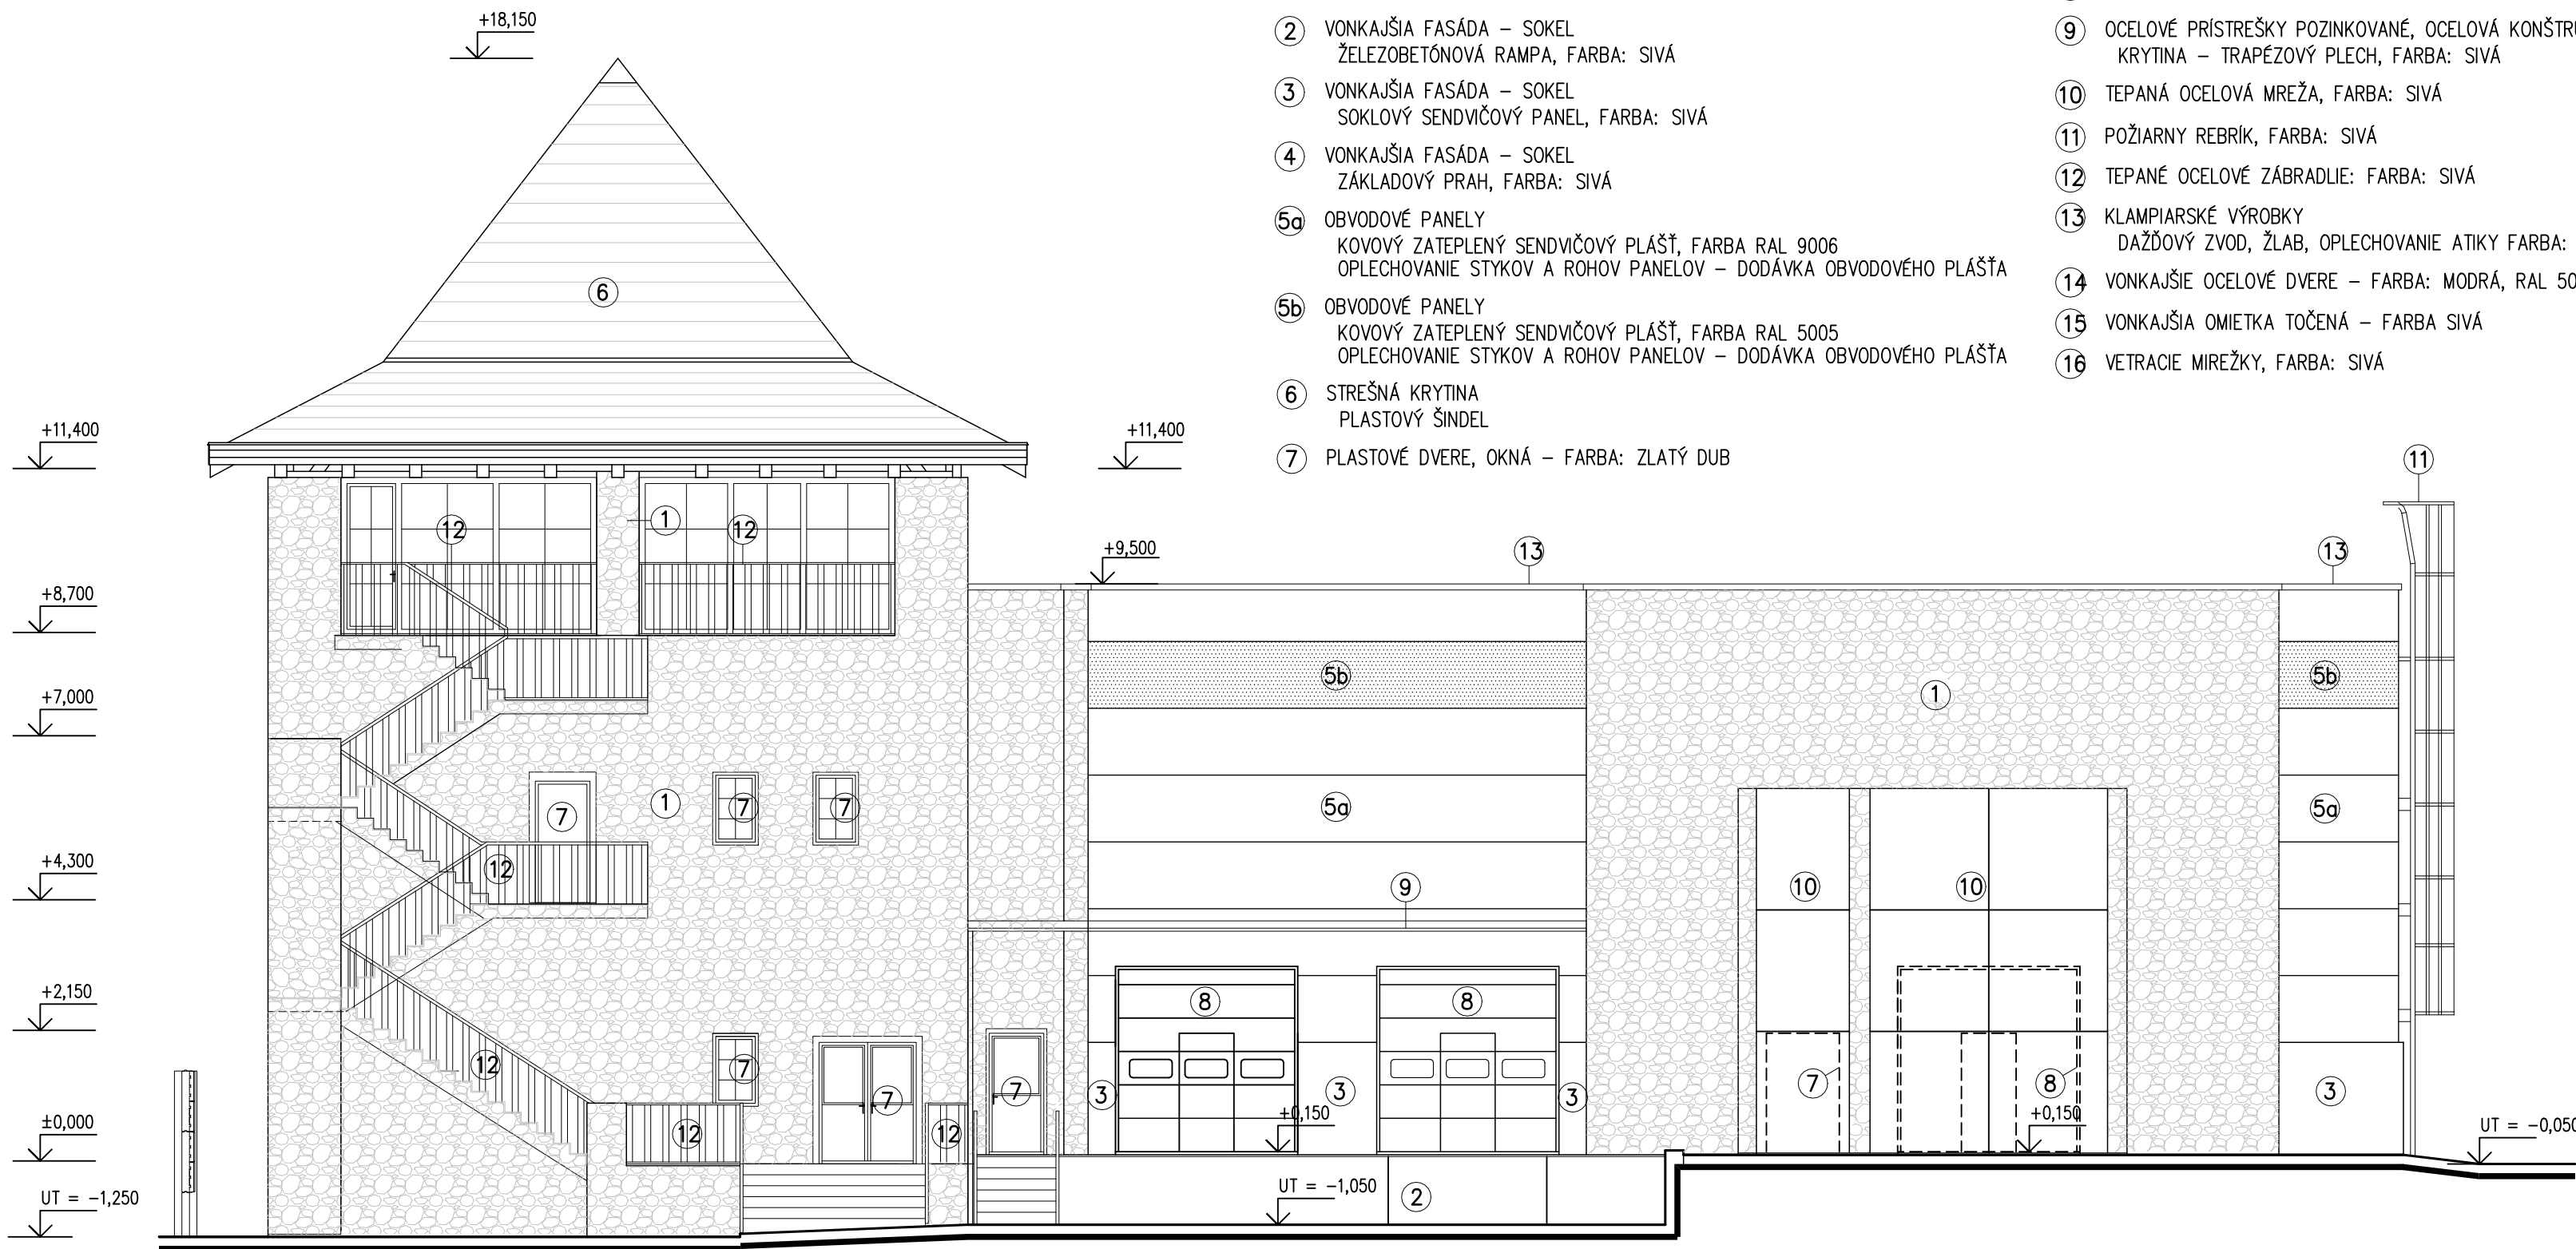 +18,150
2 VONKAJŠIA FASÁDA – SOKEL
ŽELEZOBETÓNOVÁ RAMPA, FARBA: SIVÁ
3 VONKAJŠIA FASÁDA – SOKEL
SOKLOVÝ SENDVIČOVÝ PANEL, FARBA: SIVÁ
4 VONKAJŠIA FASÁDA – SOKEL
ZÁKLADOVÝ PRAH, FARBA: SIVÁ
5a OBVODOVÉ PANELY
KOVOVÝ ZATEPLENÝ SENDVIČOVÝ PLÁŠŤ, FARBA RAL 9006
OPLECHOVANIE STYKOV A ROHOV PANELOV – DODÁVKA OBVODOVÉHO PLÁŠŤA
5b OBVODOVÉ PANELY
KOVOVÝ ZATEPLENÝ SENDVIČOVÝ PLÁŠŤ, FARBA RAL 5005
OPLECHOVANIE STYKOV A ROHOV PANELOV – DODÁVKA OBVODOVÉHO PLÁŠŤA
6 STREŠNÁ KRYTINA
PLASTOVÝ ŠINDEL
7 PLASTOVÉ DVERE, OKNÁ – FARBA: ZLATÝ DUB
9 OCELOVÉ PRÍSTREŠKY POZINKOVANÉ, OCELOVÁ
KRYTINA – TRAPÉZOVÝ PLECH, FARBA: SIVÁ
10 TEPANÁ OCELOVÁ MREŽA, FARBA: SIVÁ
11 POŽIARNY REBRÍK, FARBA: SIVÁ
12 TEPANÉ OCELOVÉ ZÁBRADLIE: FARBA: SIVÁ
13 KLAMPIARSKÉ VÝROBKY
DAŽĎOVÝ ZVOD, ŽLAB, OPLECHOVANIE ATIKY FARBA:
14 VONKAJŠIE OCELOVÉ DVERE – FARBA: MODRÁ, RAL
15 VONKAJŠIA OMIETKA TOČENÁ – FARBA SIVÁ
16 VETRACIE MIREŽKY, FARBA: SIVÁ
6
+11,400
+11,400
11
12 1 12
+9,500
13 13
+8,700
5b 5b
1
+7,000
7 1 7 7
5a 5a
+4,300
12
9 10 10
+2,150
8 8
12 7 7 7
3 3 3
7 8 3
±0,000
12 12
+0,150 +0,150
UT = -0,050
UT = -1,250
UT = -1,050
2